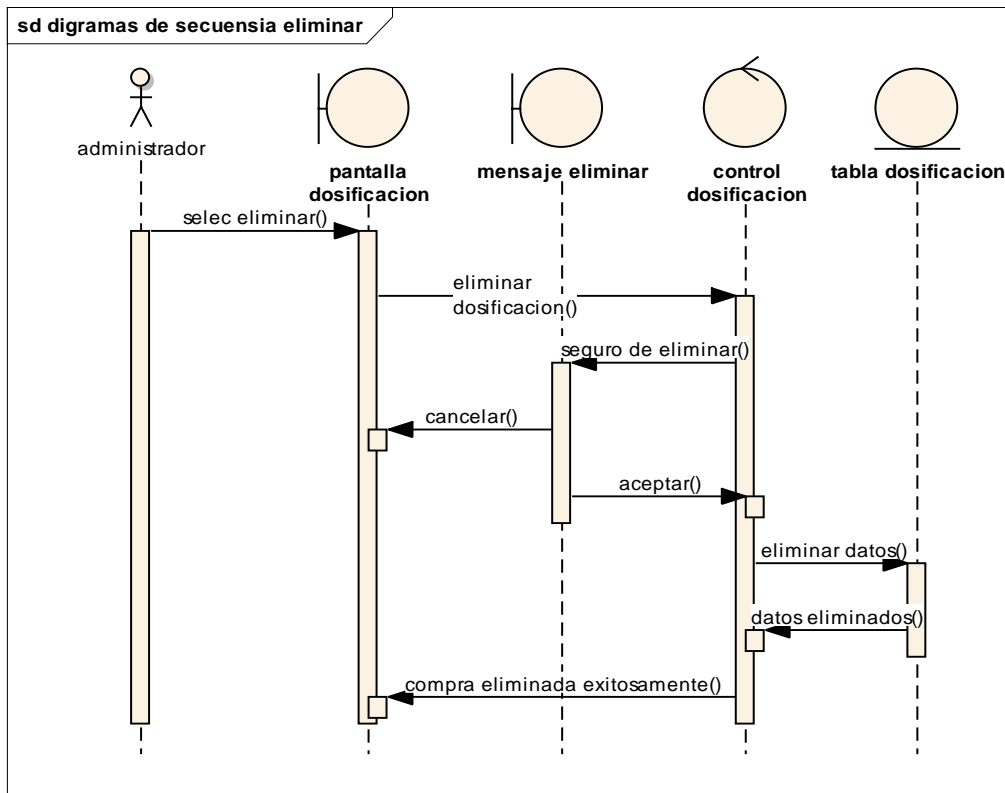 sd digramas de secuensia eliminar
administrador
pantalla
dosificacion
mensaje eliminar
control
dosificacion
tabla dosificacion
selec eliminar()
eliminar
dosificacion()
seguro de eliminar()
cancelar()
aceptar()
eliminar datos()
datos eliminados()
compra eliminada exitosamente()